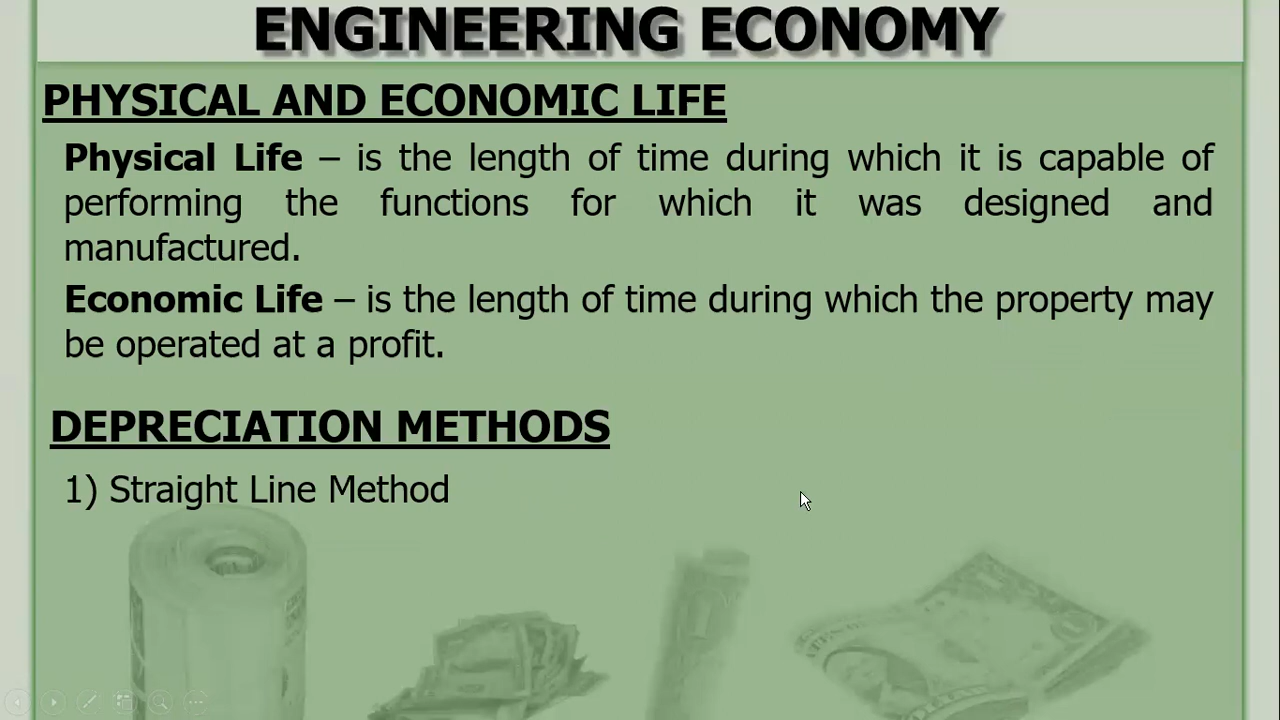 ENGINEERING ECONOMY
PHYSICAL AND ECONOMIC LIFE
Physical Life – is the length of time during which it is capable of
performing the functions for which it was designed and
manufactured.
Economic Life – is the length of time during which the property may
be operated at a profit.
DEPRECIATION METHODS
1) Straight Line Method